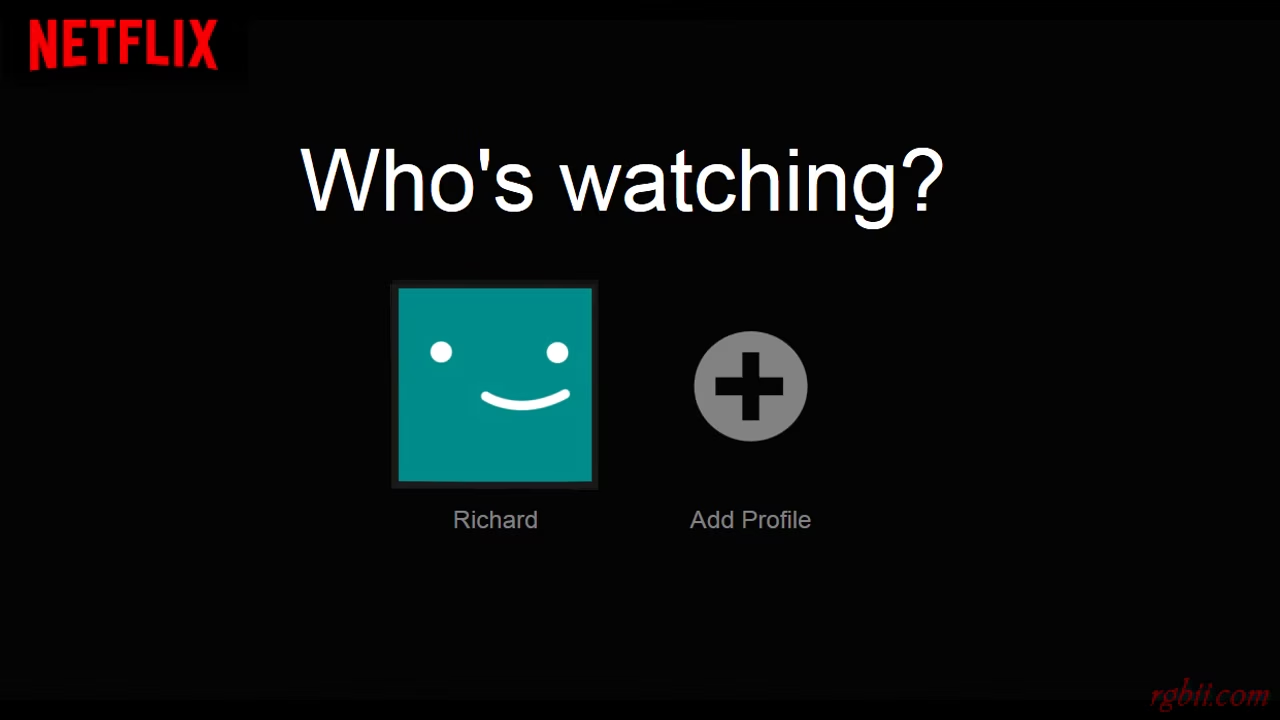 NETFLIX
Who's watching?
Richard
Add Profile
rgbii.com